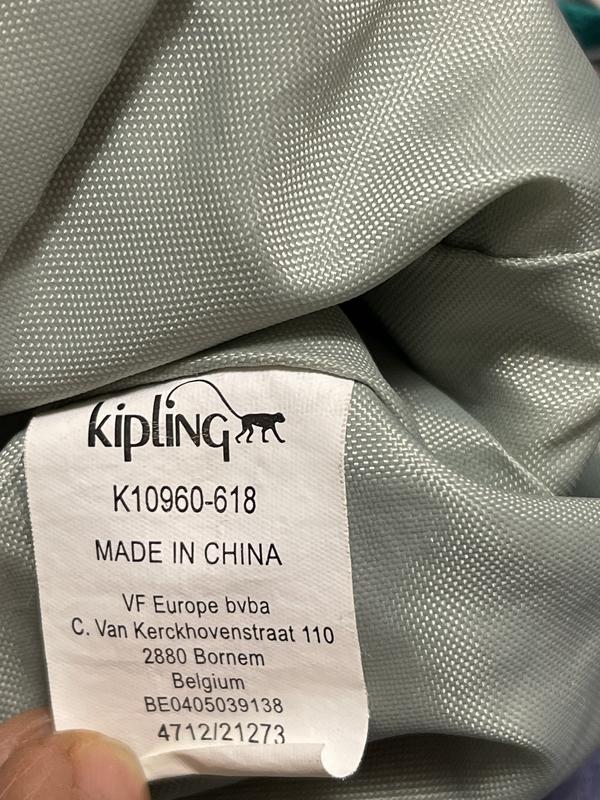 kipling
K10960-618
MADE IN CHINA
VF Europe bvba
C. Van Kerckhovenstraat 110
2880 Bornem
Belgium
BE0405039138
4712/21273